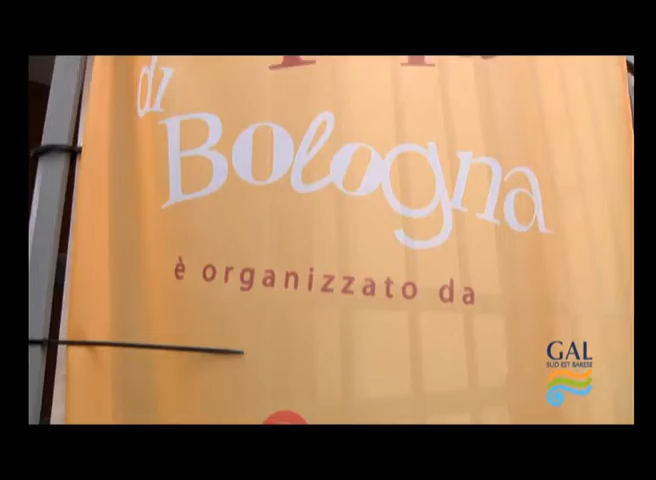 di
Bologna
è organizzato da
GAL
SUD EST BARESE